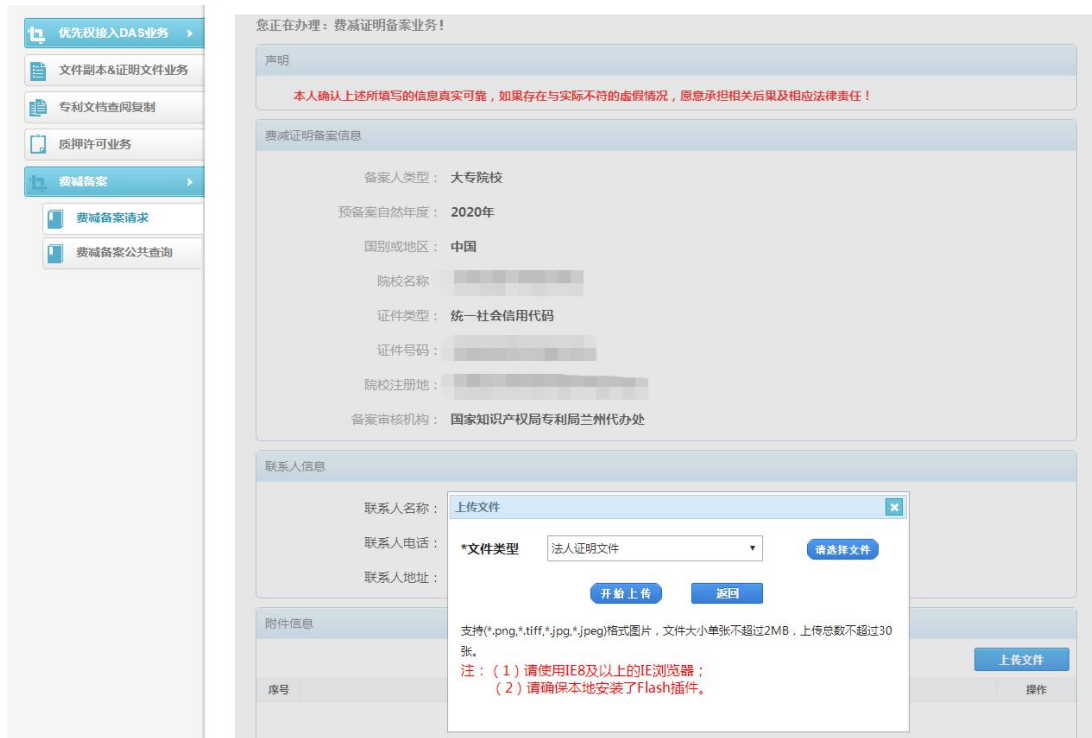 优先权接入DAS业务
文件副本&证明文件业务
专利文档查阅复制
质押许可业务
费减备案
费减备案请求
费减备案公共查询
您正在办理：费减证明备案业务！
声明
本人确认上述所填写的信息真实可靠，如果存在与实际不符的虚假情况，愿意承担相关后果及相应法律责任！
费减证明备案信息
备案人类型： 大专院校
预备案自然年度： 2020年
国别或地区： 中国
院校名称
证件类型： 统一社会信用代码
证件号码：
院校注册地：
备案审核机构： 国家知识产权局专利局兰州代办处
联系人信息
联系人名称：
联系人电话：
联系人地址：
上传文件
*文件类型 法人证明文件 请选择文件
开始上传 返回
支持(*.png,*.tiff,*.jpg,*.jpeg)格式图片，文件大小单张不超过2MB，上传总数不超过30
张。
注：（1）请使用IE8及以上的IE浏览器；
（2）请确保本地安装了Flash插件。
附件信息
上传文件
序号 操作